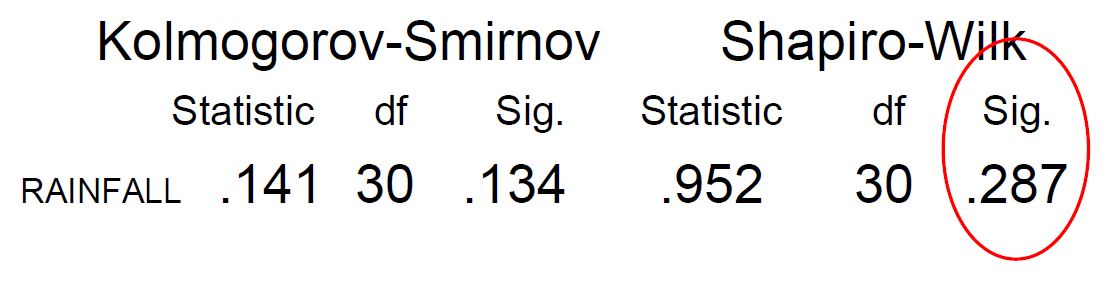 Kolmogorov-Smirnov Shapiro-Wilk
Statistic df Sig. Statistic df Sig.
RAINFALL .141 30 .134 .952 30 .287